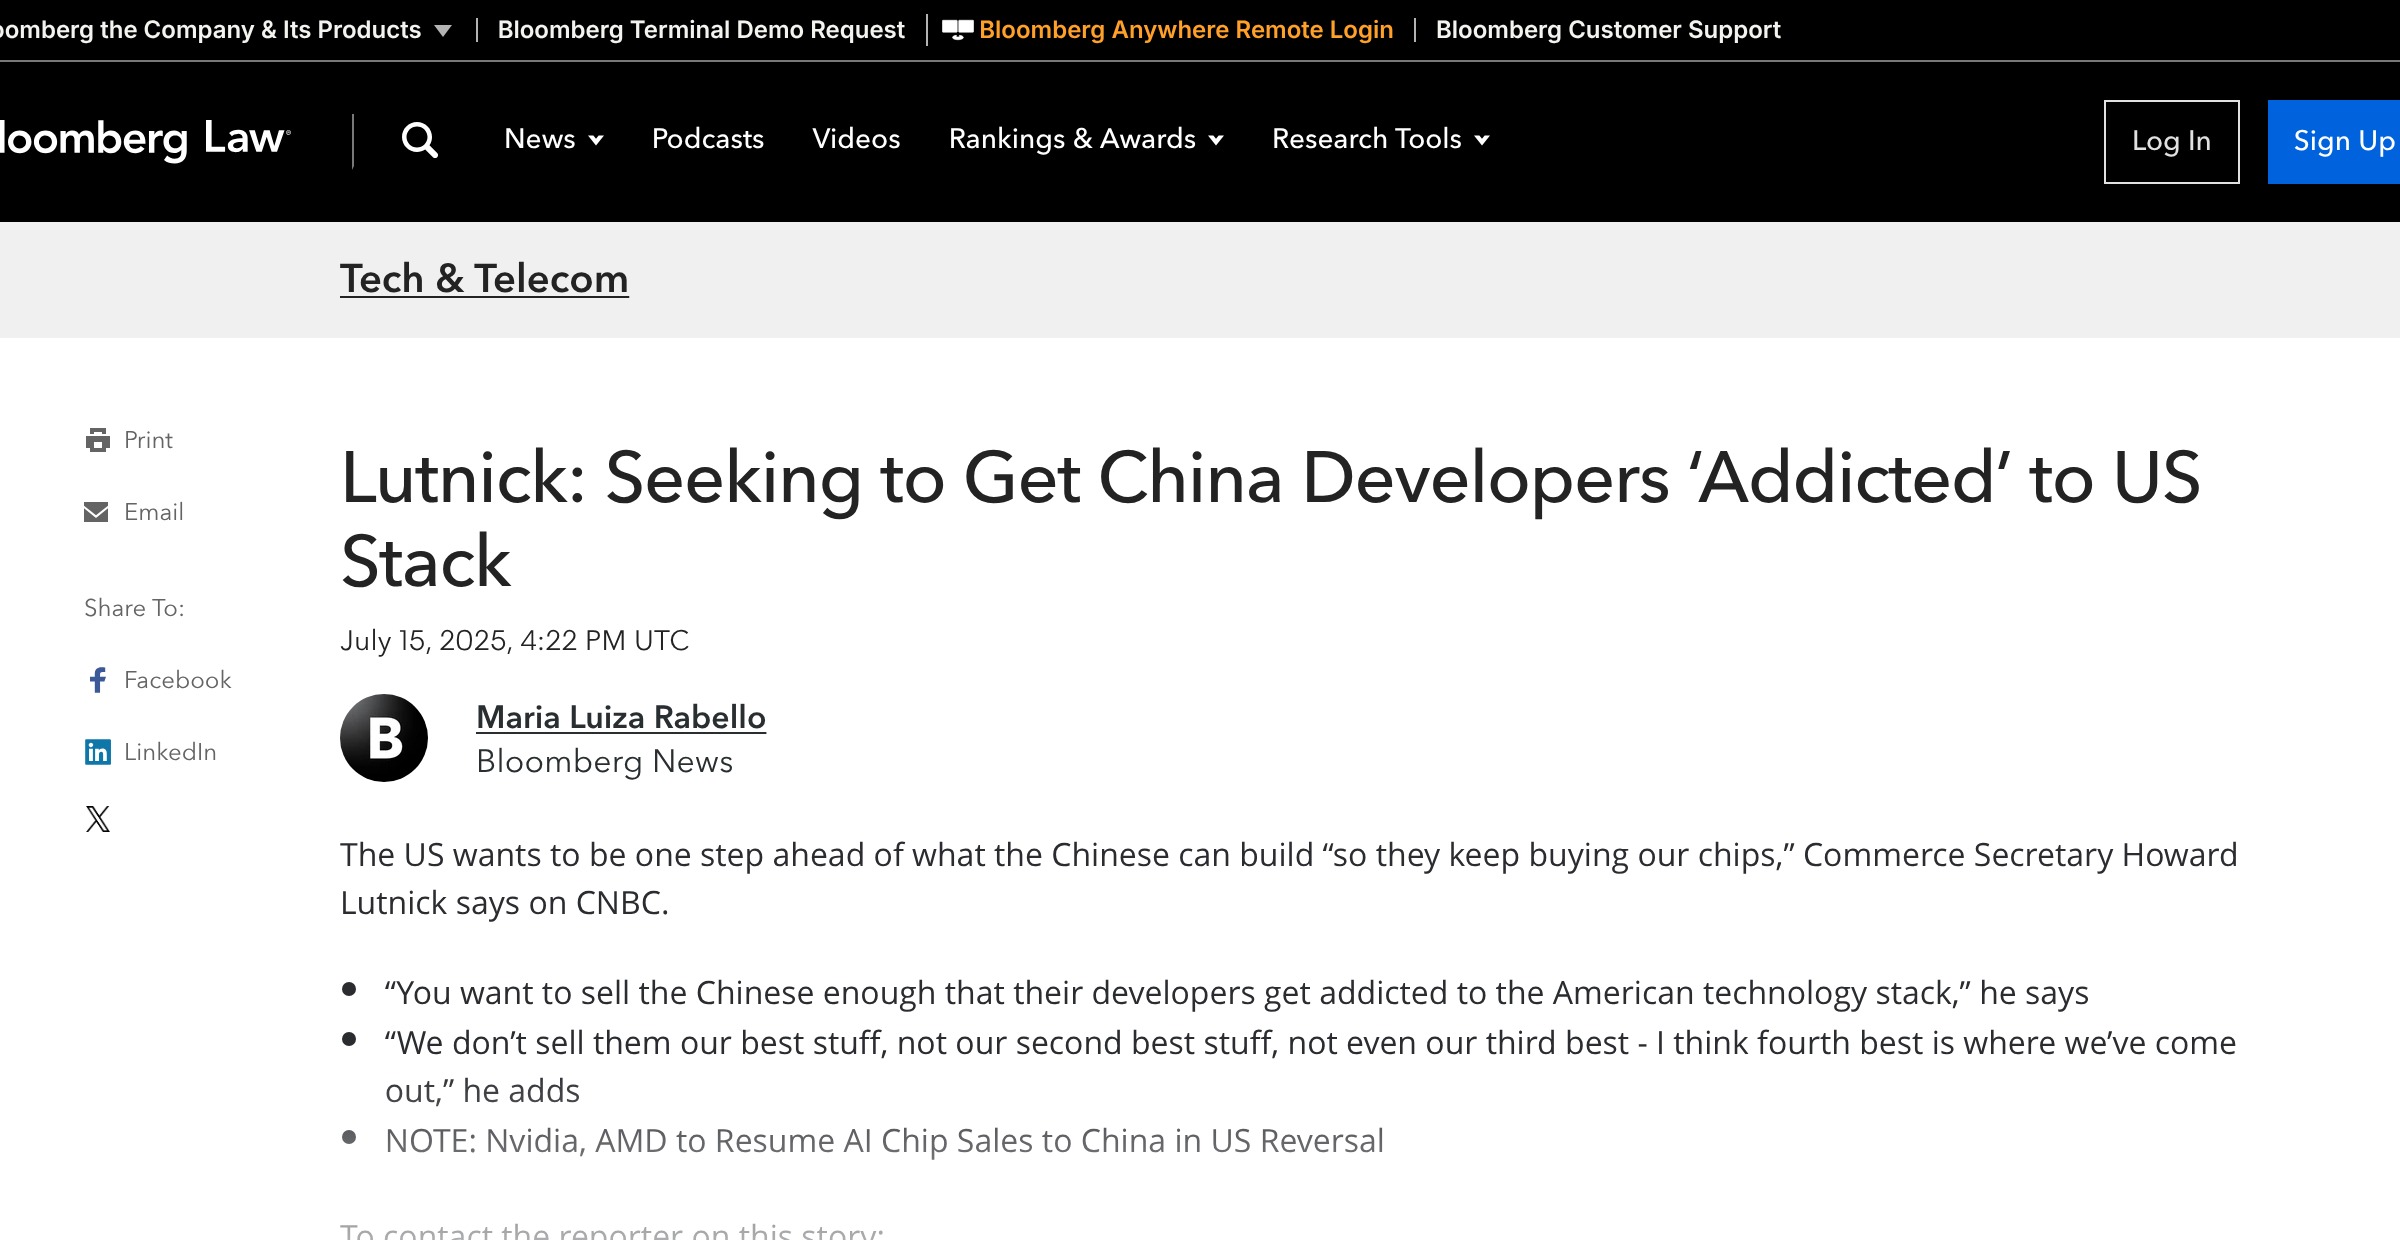 oomberg the Company & Its Products
Bloomberg Terminal Demo Request
Bloomberg Anywhere Remote Login
Bloomberg Customer Support
loomberg Law
News
Podcasts
Videos
Rankings & Awards
Research Tools
Log In
Sign Up
Tech & Telecom
Print
Email
Share To:
Facebook
LinkedIn
Lutnick: Seeking to Get China Developers ‘Addicted’ to US
Stack
July 15, 2025, 4:22 PM UTC
B
Maria Luiza Rabello
Bloomberg News
The US wants to be one step ahead of what the Chinese can build “so they keep buying our chips,” Commerce Secretary Howard
Lutnick says on CNBC.
• “You want to sell the Chinese enough that their developers get addicted to the American technology stack,” he says
• “We don’t sell them our best stuff, not our second best stuff, not even our third best - I think fourth best is where we’ve come
out,” he adds
• NOTE: Nvidia, AMD to Resume AI Chip Sales to China in US Reversal
To contact the reporter on this story: